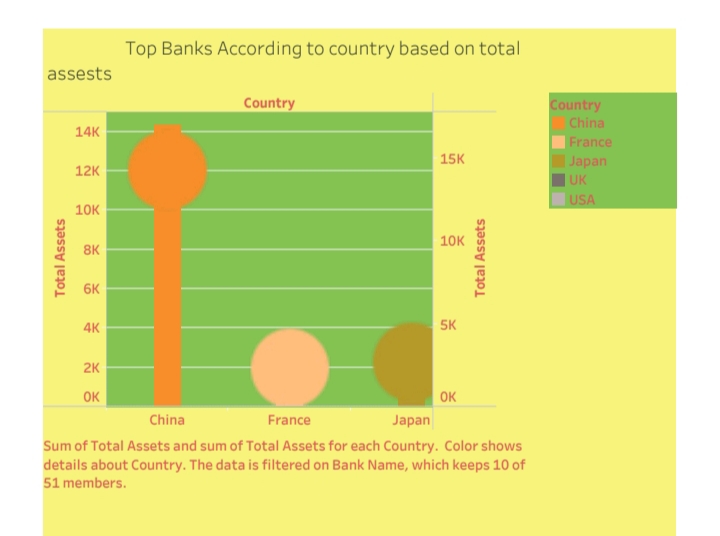 Top Banks According to country based on total
assests
Country
14K
12K
10K
8K
6K
4K
2K
0K
Total Assets
15K
10K
5K
0K
Total Assets
China
France
Japan
Country
China
France
Japan
UK
USA
Sum of Total Assets and sum of Total Assets for each Country. Color shows
details about Country. The data is filtered on Bank Name, which keeps 10 of
51 members.